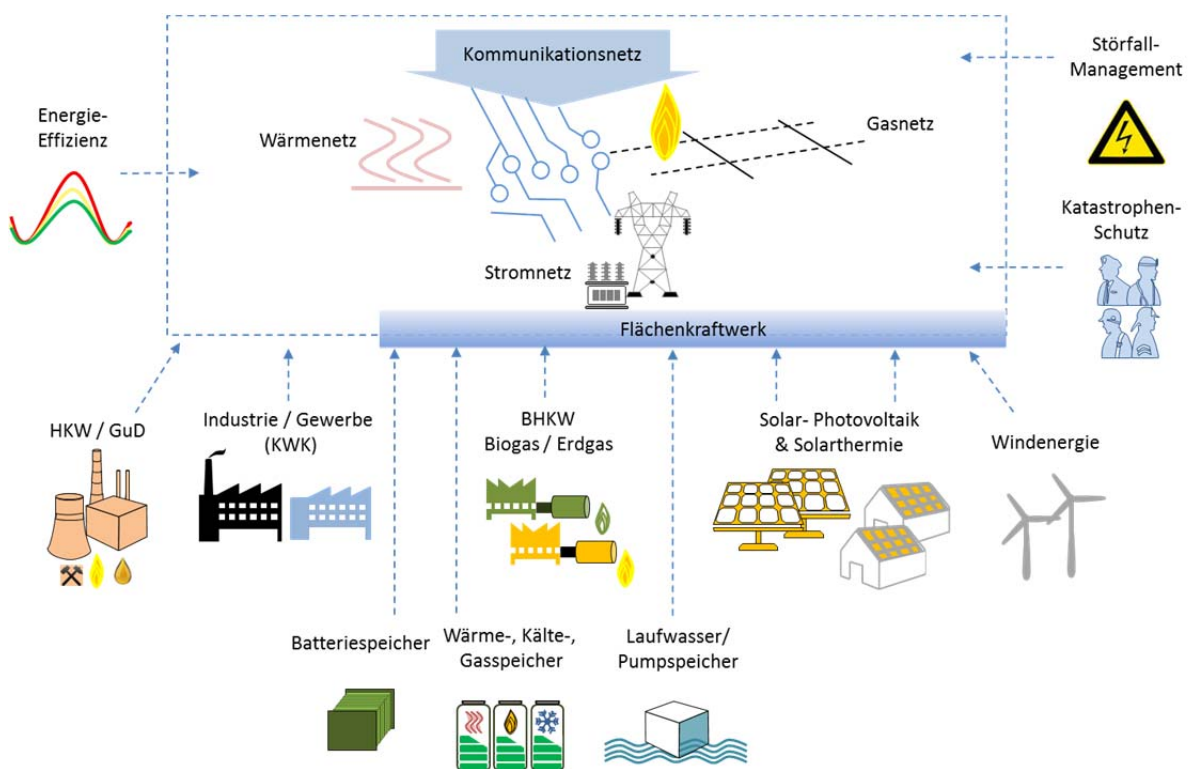 Kommunikationsnetz
Störfall-
Management
Energie-
Effizienz
Wärmenetz
Gasnetz
Katastrophen-
Schutz
Stromnetz
Flächenkraftwerk
HKW / GuD
Industrie / Gewerbe
(KWK)
BHKW
Biogas / Erdgas
Solar- Photovoltaik
& Solarthermie
Windenergie
Batteriespeicher
Wärme-, Kälte-,
Gasspeicher
Laufwasser/
Pumpspeicher